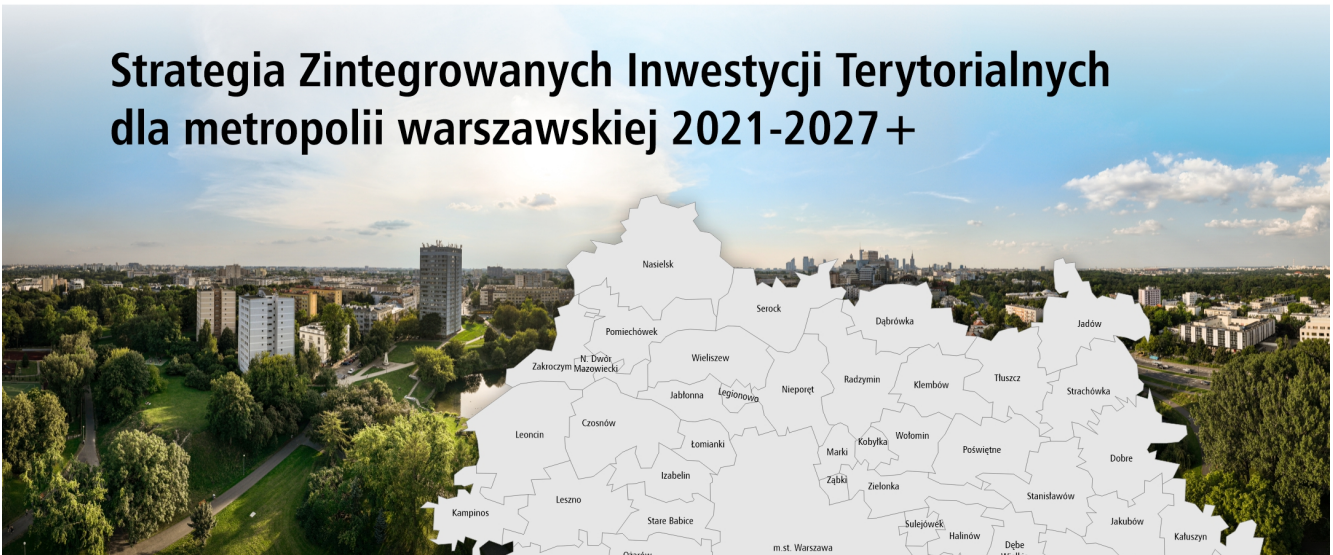 Strategia Zintegrowanych Inwestycji Terytorialnych
dla metropolii warszawskiej 2021-2027+
Nasielsk
Serock
Dąbrówka
Jadów
Pomiechówek
Zakroczym
N. Dwór
Mazowiecki
Wieliszew
Jabłonna
Legionowo
Nieporęt
Radzymin
Klembów
Tłuszcz
Strachówka
Leoncin
Czosnów
Łomianki
Marki
Kobyłka
Wołomin
Poświętne
Dobre
Izabelin
Ząbki
Zielonka
Leszno
Stanisławów
Kampinos
Stare Babice
Sulejówek
Halinów
Jakubów
Kałuszyn
m.st. Warszawa
Dębe